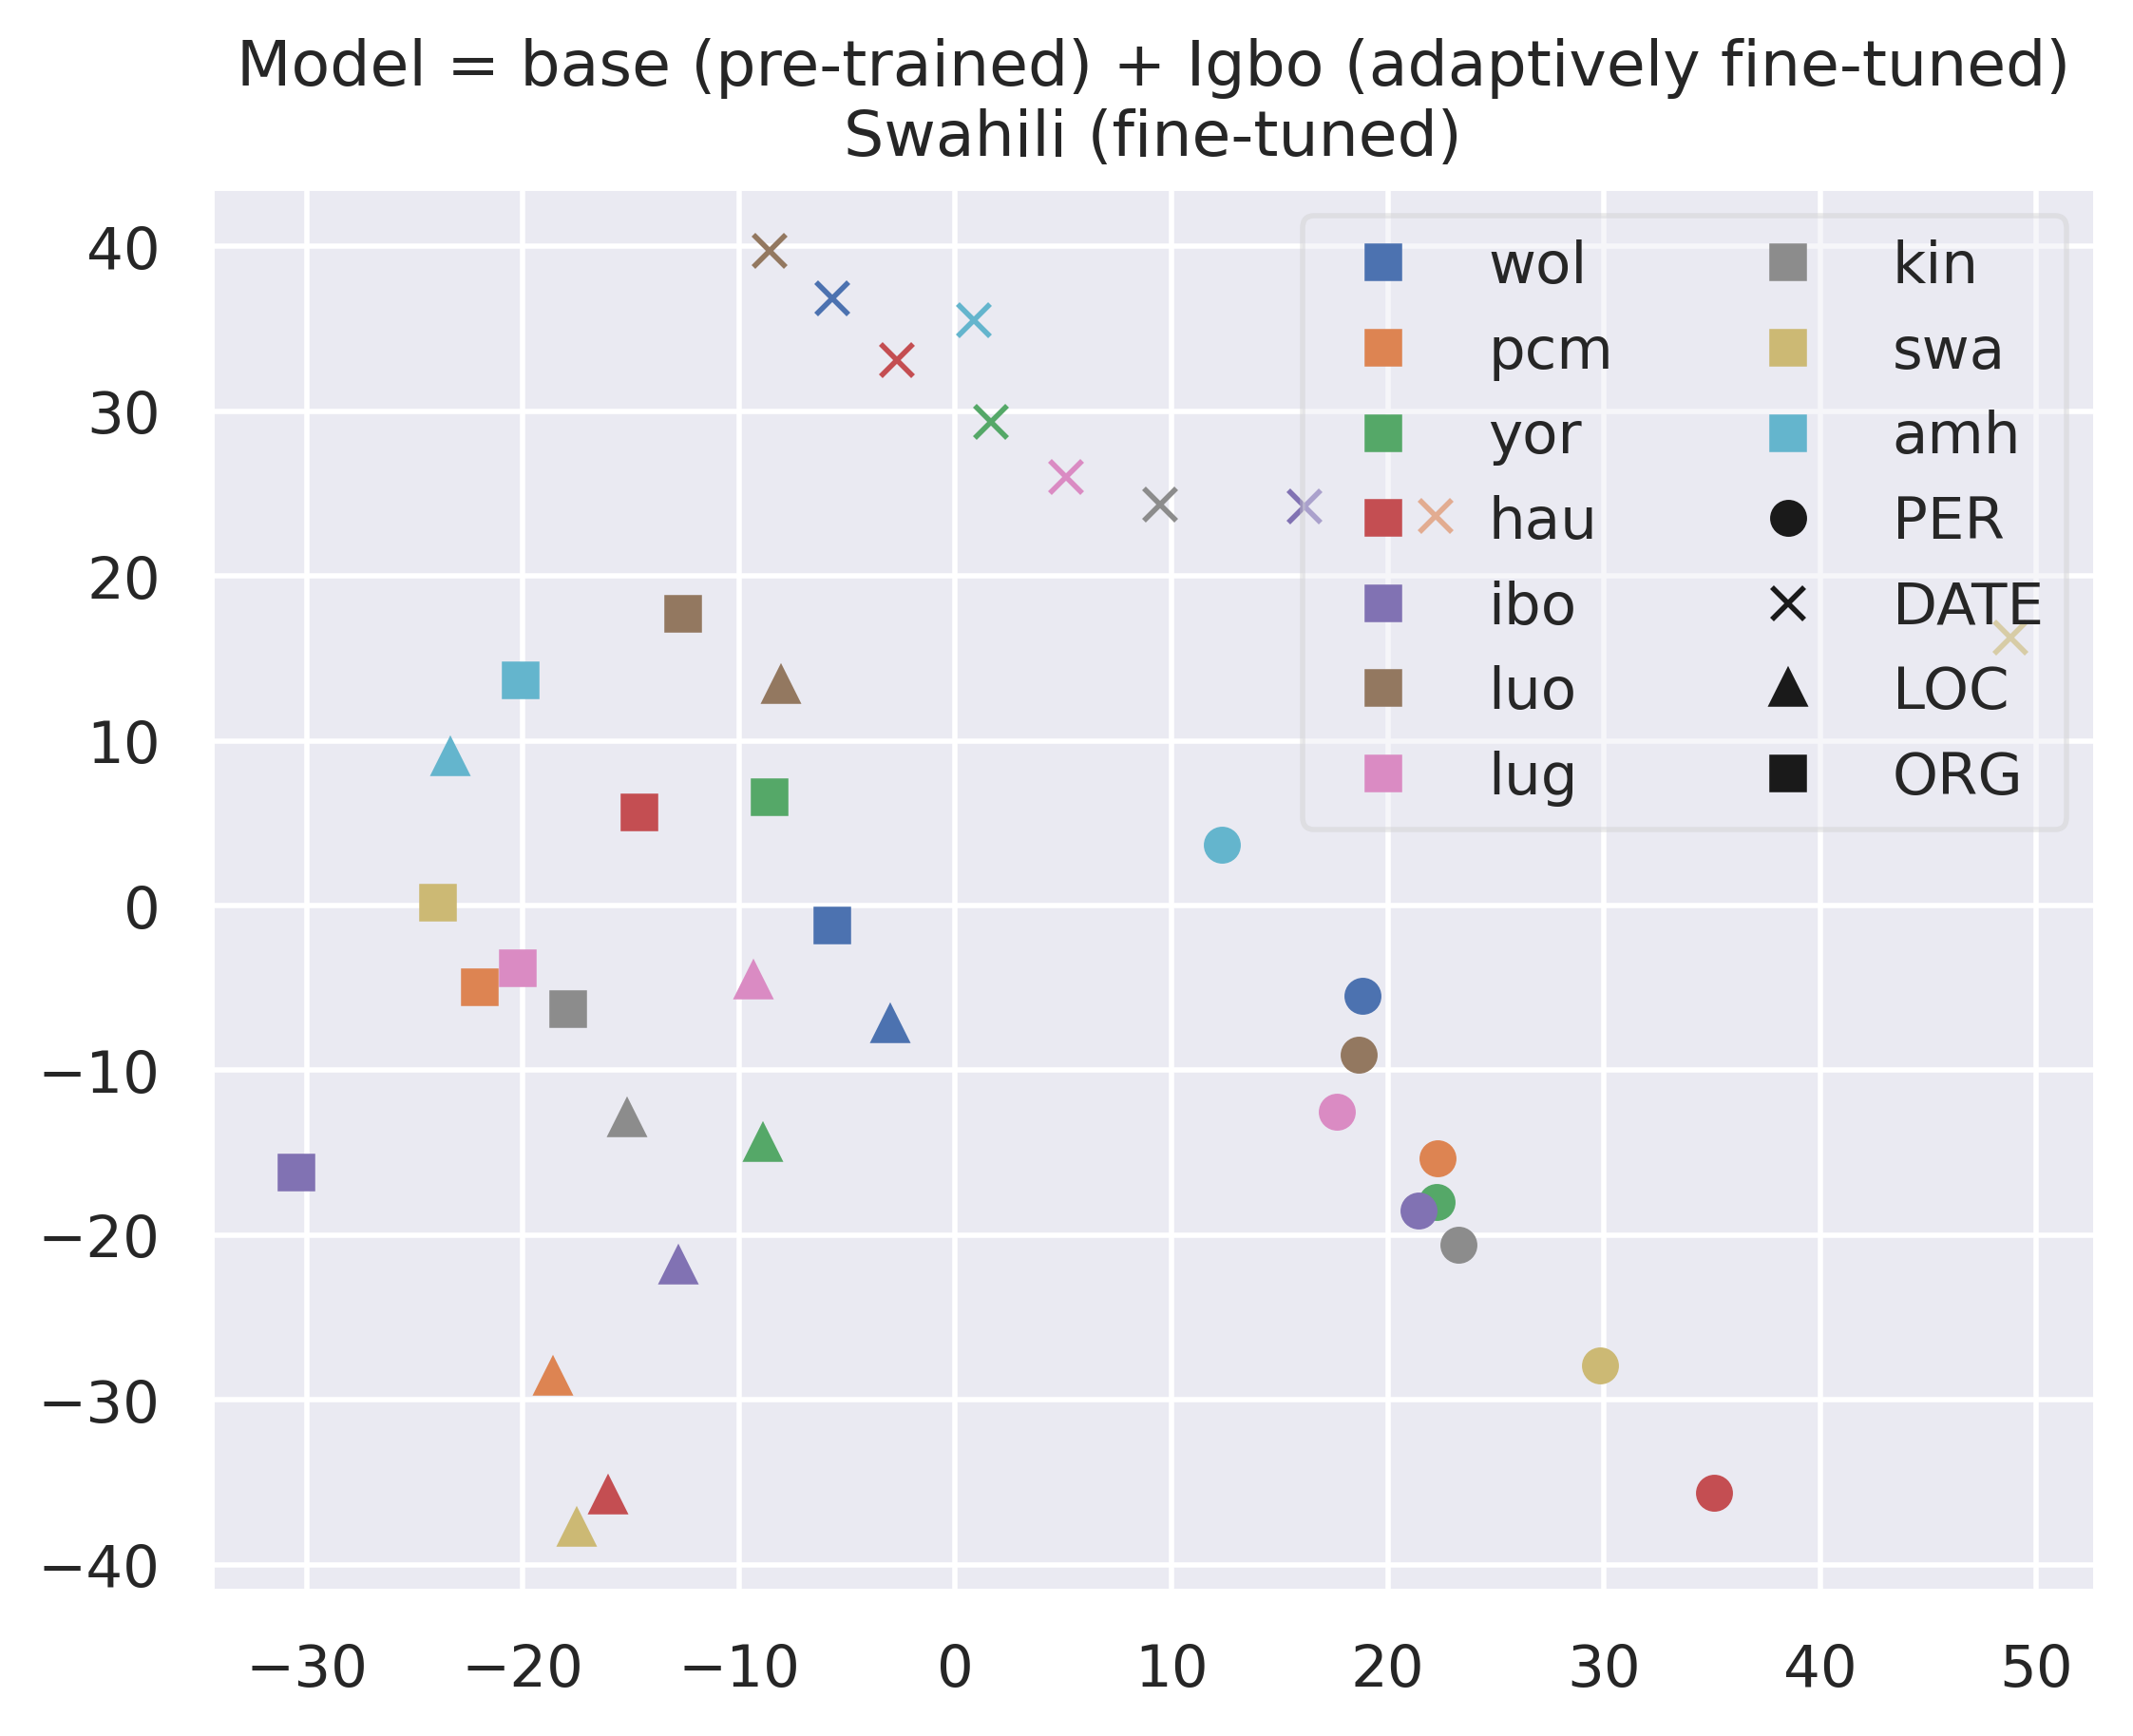 Model = base (pre-trained) + Igbo (adaptively fine-tuned)
Swahili (fine-tuned)
40
30
20
10
0
−10
−20
−30
−40
wol
pcm
yor
hau
ibo
luo
lug
kin
swa
amh
PER
DATE
LOC
ORG
−30 −20 −10 0 10 20 30 40 50